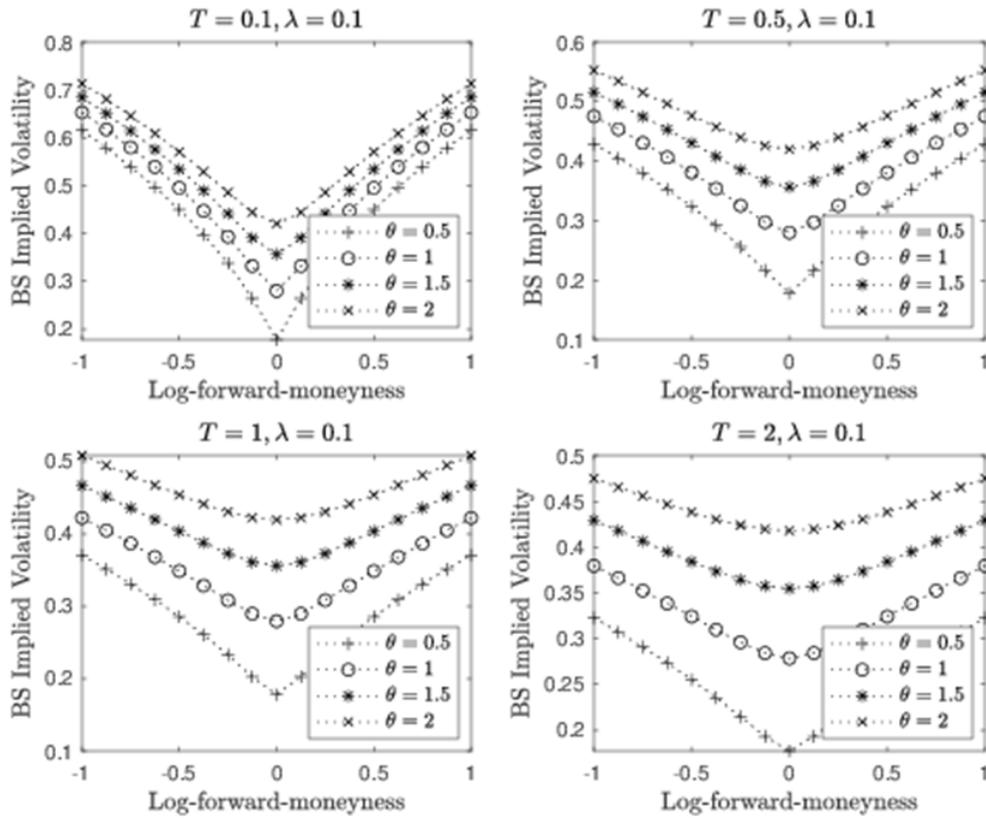 T = 0.1, λ = 0.1
BS Implied Volatility
0.8
0.7
0.6
0.5
0.4
0.3
0.2
-1 -0.5 0 0.5 1
Log-forward-moneyness
θ = 0.5
θ = 1
θ = 1.5
θ = 2
T = 0.5, λ = 0.1
BS Implied Volatility
0.6
0.5
0.4
0.3
0.2
0.1
-1 -0.5 0 0.5 1
Log-forward-moneyness
θ = 0.5
θ = 1
θ = 1.5
θ = 2
T = 1, λ = 0.1
BS Implied Volatility
0.5
0.4
0.3
0.2
0.1
-1 -0.5 0 0.5 1
Log-forward-moneyness
θ = 0.5
θ = 1
θ = 1.5
θ = 2
T = 2, λ = 0.1
BS Implied Volatility
0.5
0.45
0.4
0.35
0.3
0.25
0.2
-1 -0.5 0 0.5 1
Log-forward-moneyness
θ = 0.5
θ = 1
θ = 1.5
θ = 2